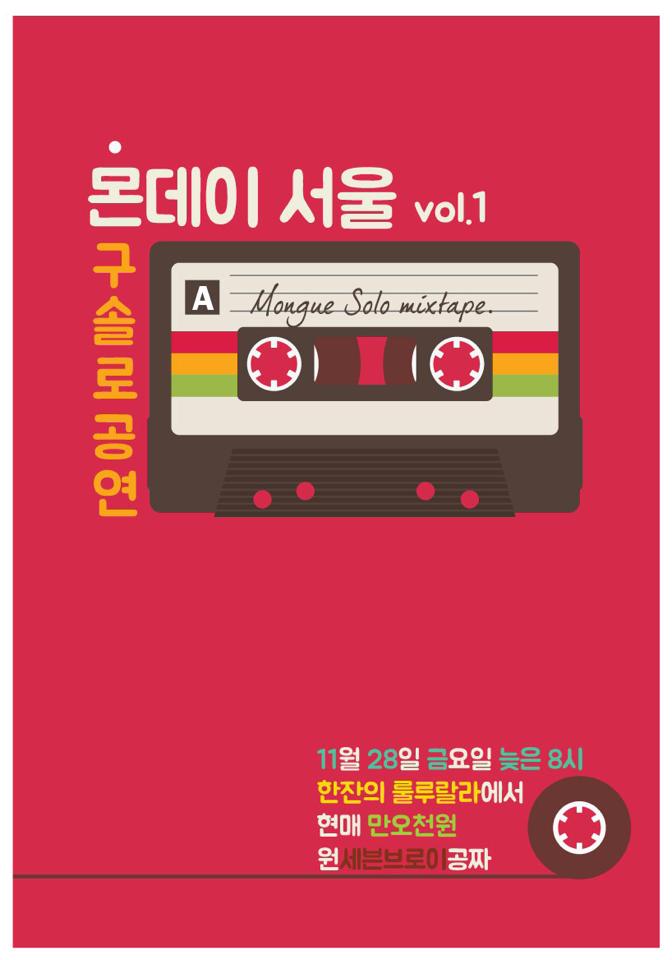 몬데이 서울 vol.1
구솔로공연
A
Mongue Solo mixtape.
11월 28일 금요일 늦은 8시
한잔의 룰루랄라에서
현매 만오천원
원세븐브로이공짜